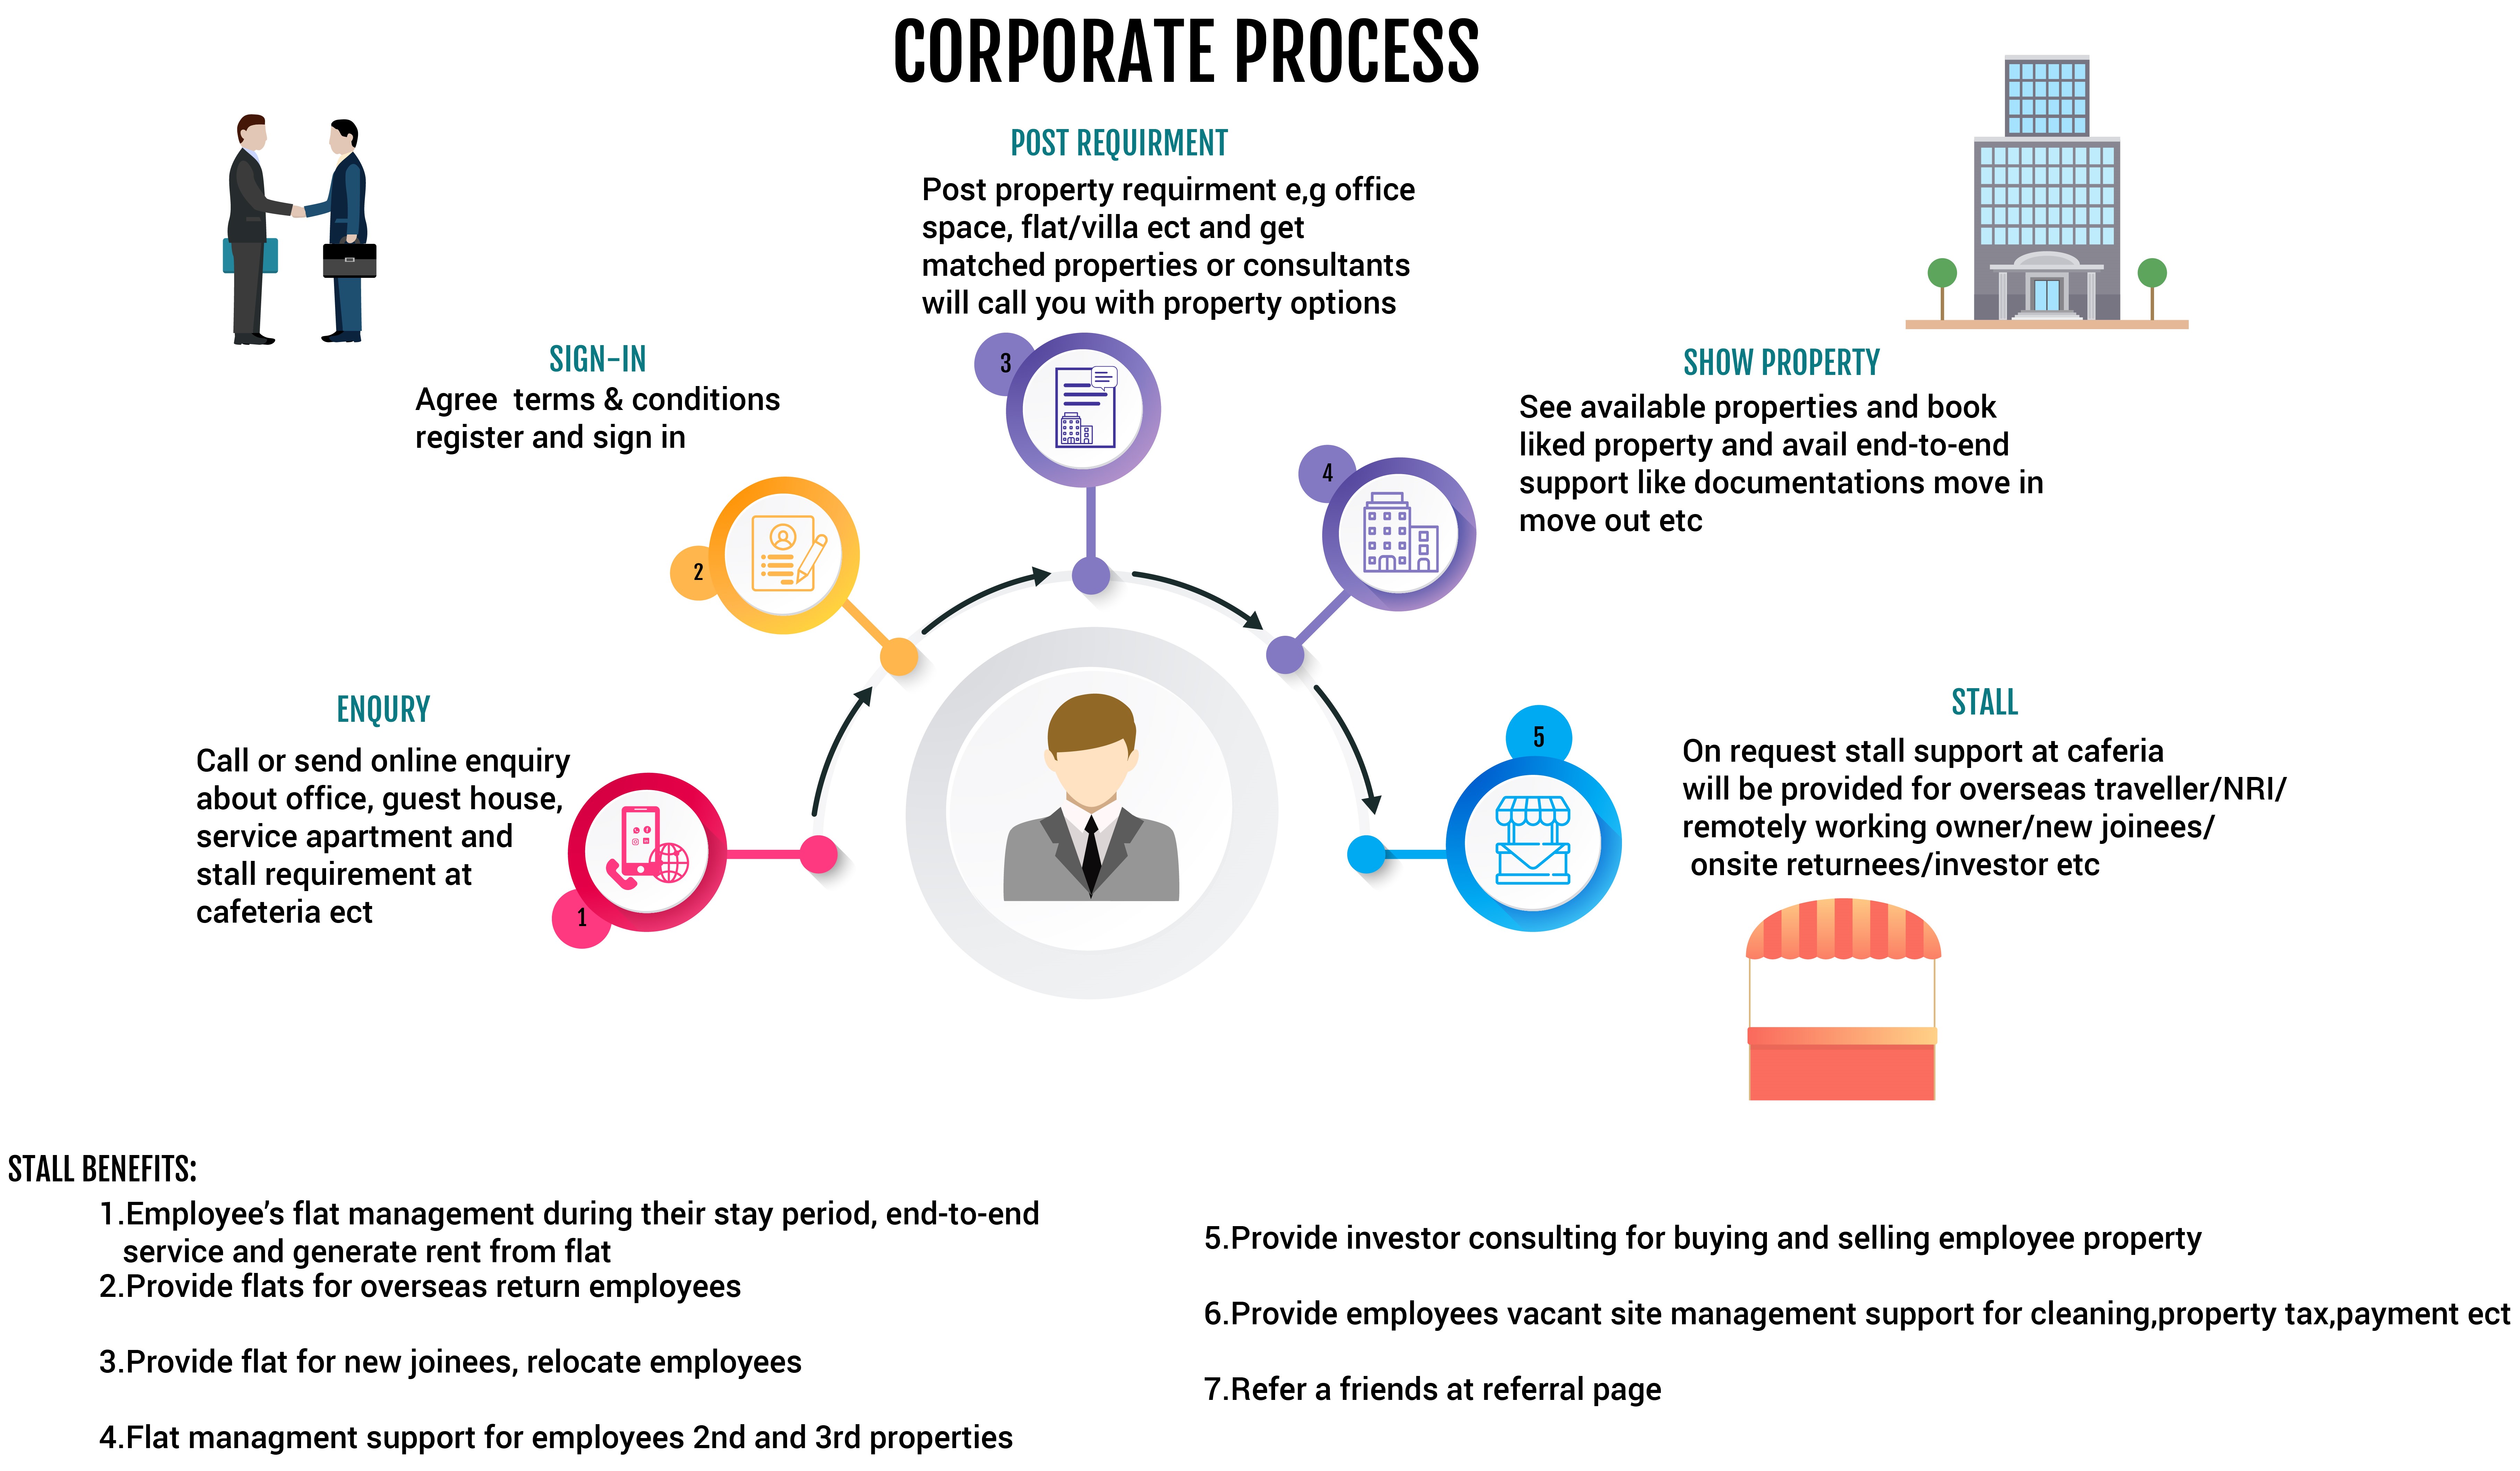 CORPORATE PROCESS
POST REQUIRMENT
Post property requirment e,g office
space, flat/villa ect and get
matched properties or consultants
will call you with property options
SIGN-IN
Agree  terms & conditions
register and sign in
3
SHOW PROPERTY
See available properties and book
liked property and avail end-to-end
support like documentations move in
move out etc
4
2
ENQURY
Call or send online enquiry
about office, guest house,
service apartment and
stall requirement at
cafeteria ect
1
STALL
On request stall support at caferia
will be provided for overseas traveller/NRI/
remotely working owner/new joinees/
onsite returnees/investor etc
5
STALL BENEFITS:
1.Employee’s flat management during their stay period, end-to-end
service and generate rent from flat
2.Provide flats for overseas return employees
3.Provide flat for new joinees, relocate employees
4.Flat managment support for employees 2nd and 3rd properties
5.Provide investor consulting for buying and selling employee property
6.Provide employees vacant site management support for cleaning,property tax,payment ect
7.Refer a friends at referral page